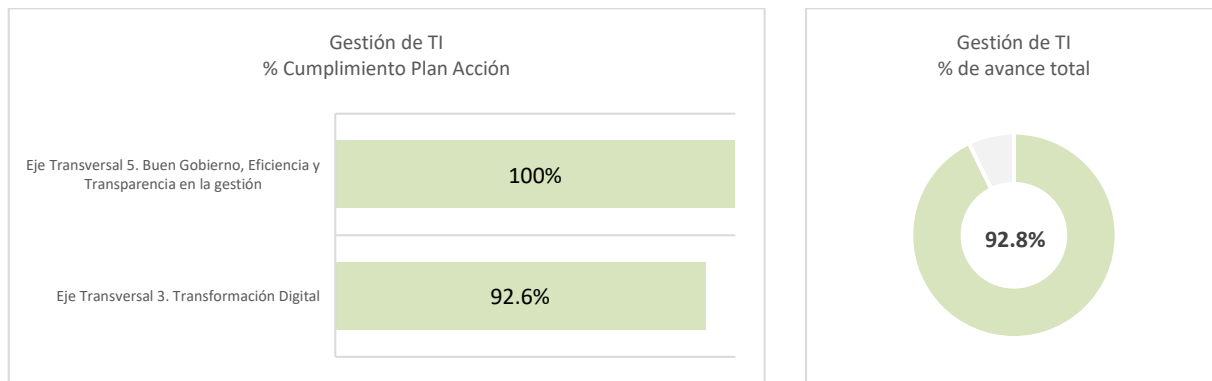 Gestión de TI
% Cumplimiento Plan Acción
Eje Transversal 5. Buen Gobierno, Eficiencia y
Transparencia en la gestión
100%
Eje Transversal 3. Transformación Digital
92.6%
Gestión de TI
% de avance total
92.8%